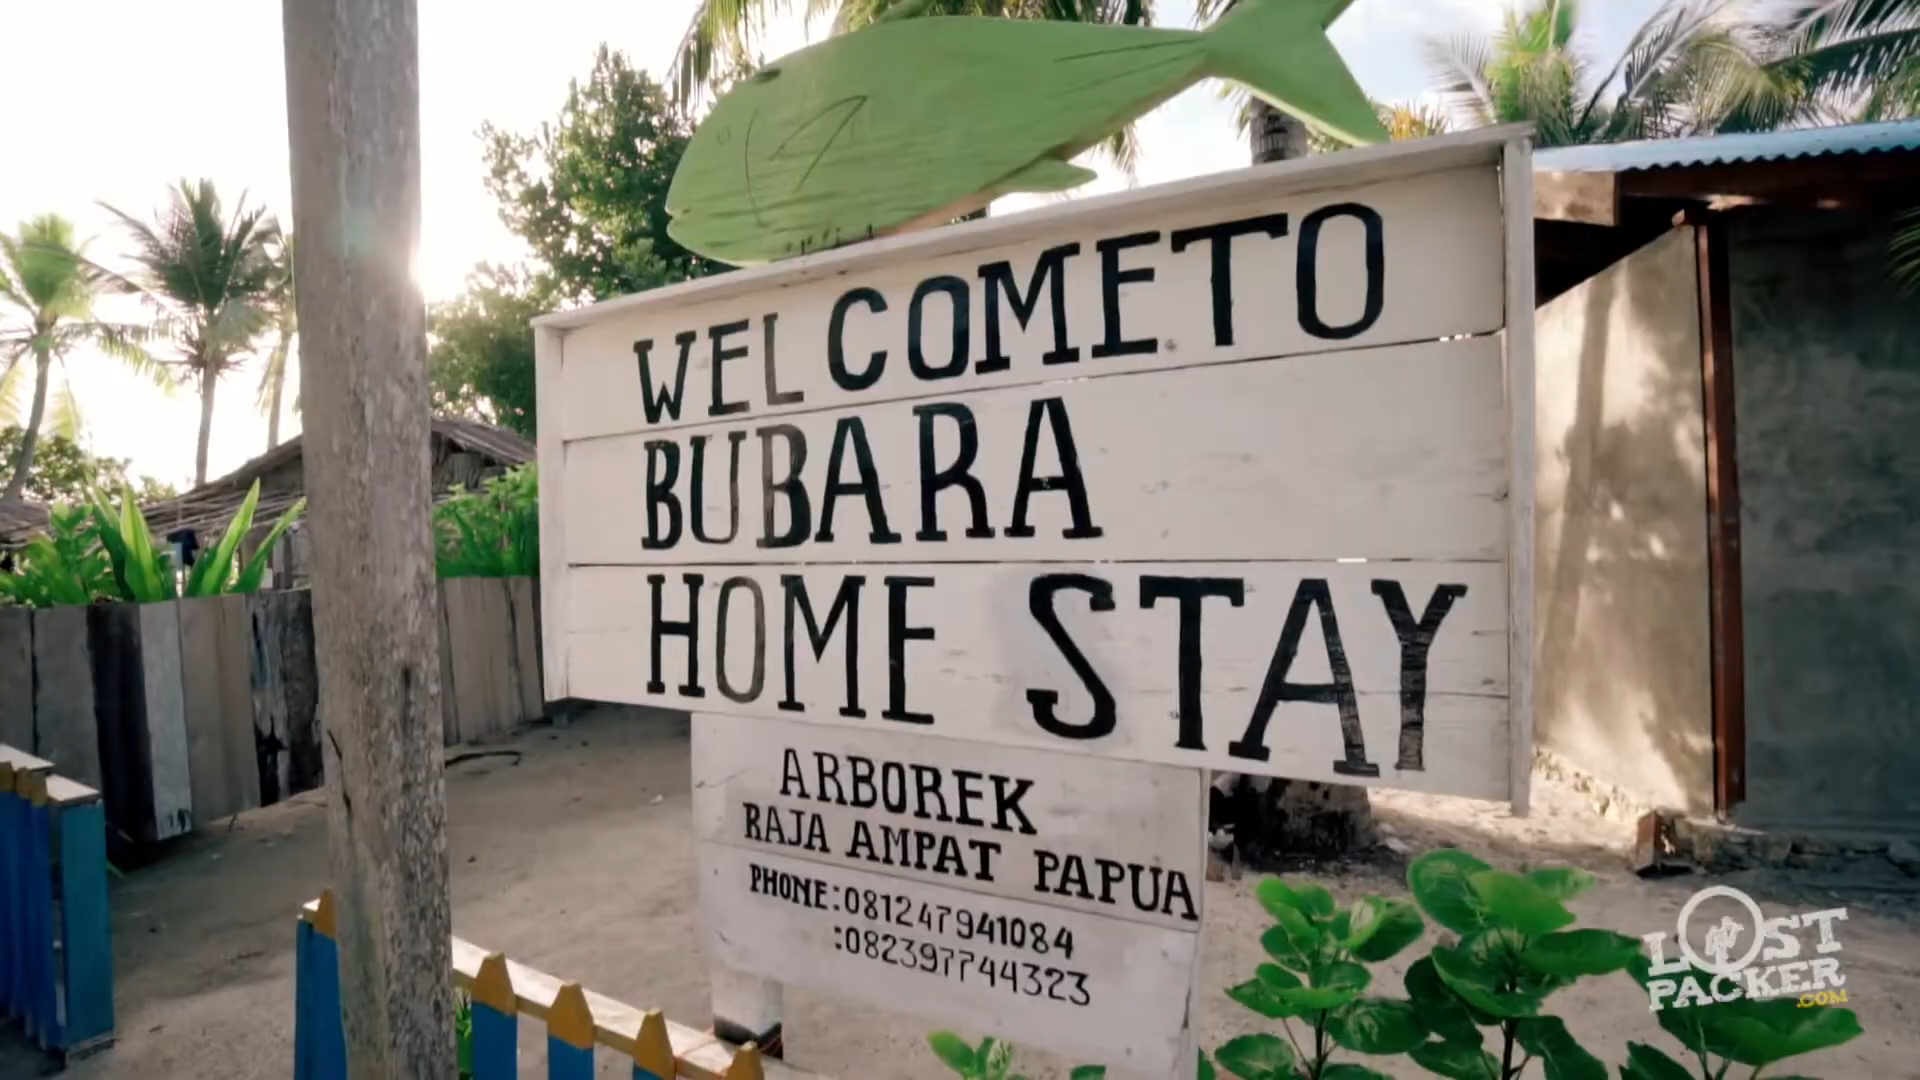 WELCOMETO
BUBARA
HOME STAY
ARBOREK
RAJA AMPAT PAPUA
PHONE:081247941084
:082397744323
LOST
PACKER
.COM